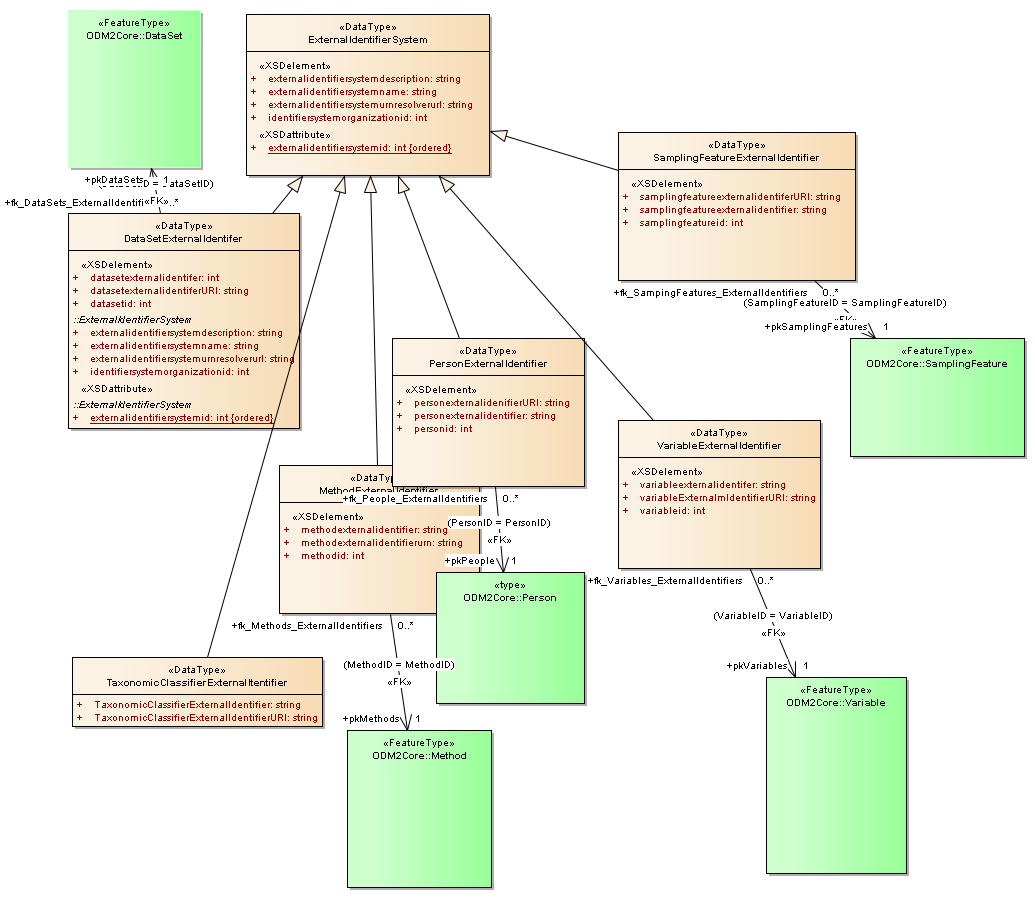 «FeatureType»
ODM2Core::DataSet
«DataType»
ExternalIdentifierSystem
«XSDelement»
+ externalidentifiersystemdescription: string
+ externalidentifiersystemname: string
+ externalidentifiersystemurnresolverurl: string
+ identifiersystemorganizationid: int
«XSDattribute»
+ externalidentifiersystemid: int {ordered}
«DataType»
SamplingFeatureExternalIdentifier
«XSDelement»
+ samplingfeatureexternalidentiferURI: string
+ samplingfeatureexternalidentifier: string
+ samplingfeatureid: int
+pkDataSets 1
= DataSetID)
+fk_DataSets_ExternalIdentifi «FK» ..*
«DataType»
DataSetExternalIdentifer
«XSDelement»
+ datasetexternalidentifer: int
+ datasetexternalidentiferURI: string
+ datasetid: int
::ExternalIdentifierSystem
+ externalidentifiersystemdescription: string
+ externalidentifiersystemname: string
+ externalidentifiersystemurnresolverurl: string
+ identifiersystemorganizationid: int
«XSDattribute»
::ExternalIdentifierSystem
+ externalidentifiersystemid: int {ordered}
+fk_SampingFeatures_ExternalIdentifiers 0..*
(SamplingFeatureID = SamplingFeatureID)
«FK»
+pkSamplingFeatures 1
«FeatureType»
ODM2Core::SamplingFeature
«DataType»
PersonExternalIdentifier
«XSDelement»
+ personexternalidenifierURI: string
+ personexternalidentifier: string
+ personid: int
«DataType»
VariableExternalIdentifier
«XSDelement»
+ variableexternalidentifer: string
+ variableExternalmIdentifierURI: string
+ variableid: int
«DataTyp
MethodExternalIdentifier
«XSDelement»
+ methodexternalidentifier: string
+ methodexternalidentifierurn: string
+ methodid: int
+fk_People_ExternalIdentifiers 0..*
(PersonID = PersonID)
«FK»
+pkPeople 1
«type»
ODM2Core::Person
+fk_Variables_ExternalIdentifiers 0..*
(VariableID = VariableID)
«FK»
+pkVariables 1
«FeatureType»
ODM2Core::Variable
+fk_Methods_ExternalIdentifiers 0..*
(MethodID = MethodID)
«FK»
+pkMethods 1
«FeatureType»
ODM2Core::Method
«DataType»
TaxonomicClassifierExternalItentifier
+ TaxonomicClassifierExternalIdentifier: string
+ TaxonomicClassifierExternalIdentifierURI: string